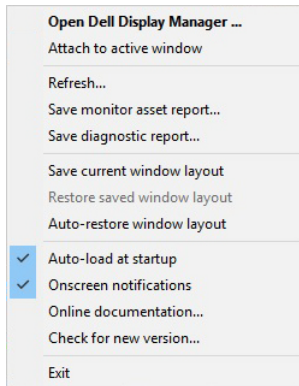 Open Dell Display Manager ...
Attach to active window
Refresh...
Save monitor asset report...
Save diagnostic report...
Save current window layout
Restore saved window layout
Auto-restore window layout
Auto-load at startup
Onscreen notifications
Online documentation...
Check for new version...
Exit